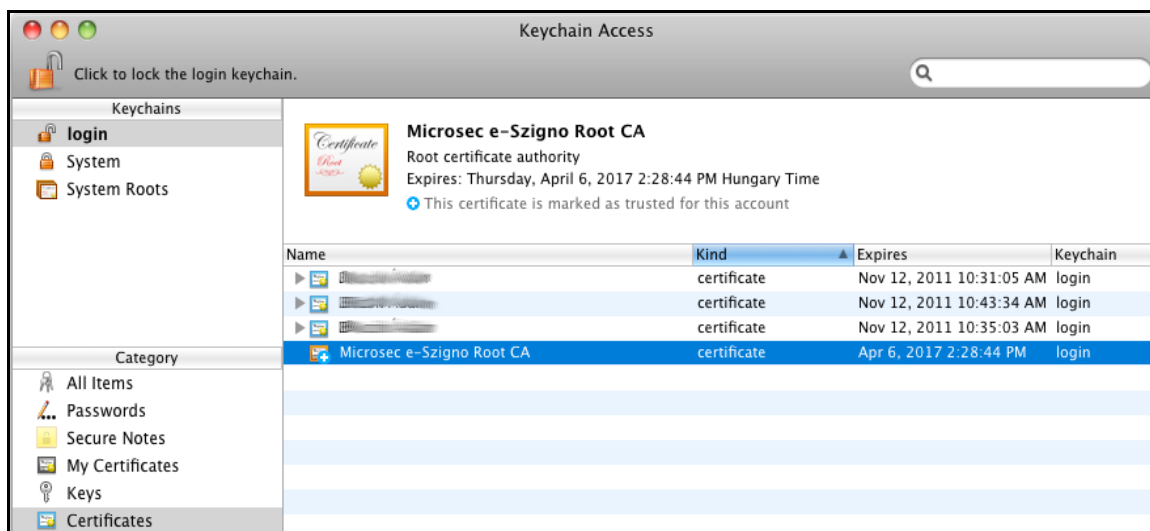 Keychain Access
Click to lock the login keychain.
Keychains
login
System
System Roots
Certificate
Root
Microsec e-Szigno Root CA
Root certificate authority
Expires: Thursday, April 6, 2017 2:28:44 PM Hungary Time
This certificate is marked as trusted for this account
Name Kind Expires Keychain
certificate Nov 12, 2011 10:31:05 AM login
certificate Nov 12, 2011 10:43:34 AM login
certificate Nov 12, 2011 10:35:03 AM login
Microsec e-Szigno Root CA certificate Apr 6, 2017 2:28:44 PM login
Category
All Items
Passwords
Secure Notes
My Certificates
Keys
Certificates